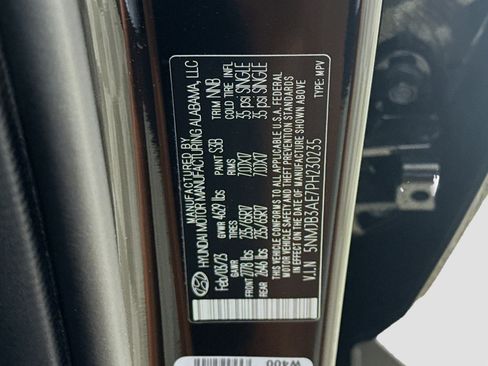 MANUFACTURED BY
HYUNDAI MOTOR MANUFACTURING ALABAMA, LLC
Feb/03/23 GVWR 4629 lbs PAINT S3B TRIM NNB
GAWR TIRES RIMS COLD TIRE INFL
FRONT 2778 lbs 215/65R17 7.0JX17 35 psi SINGLE
REAR 2646 lbs 215/65R17 7.0JX17 35 psi SINGLE
THIS VEHICLE CONFORMS TO ALL APPLICABLE U.S.A. FEDERAL
MOTOR VEHICLE SAFETY AND THEFT PREVENTION STANDARDS
IN EFFECT ON THE DATE OF MANUFACTURE SHOWN ABOVE.
V.I.N 5NMJB3AE7PH230235 TYPE : MPV
W400